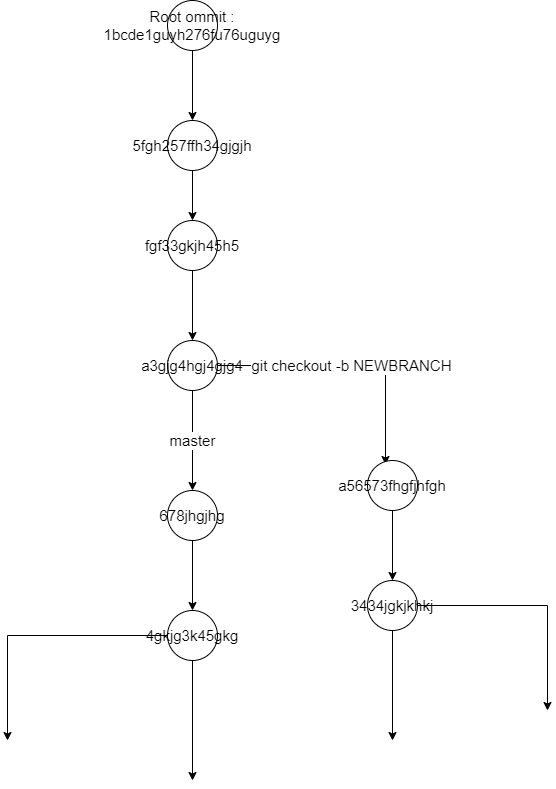 Root ommit :
1bcde1guyh276fu76uguyg
5fgh257ffh34gjgjh
fgf33gkjh45h5
a3gjg4hgj4gjg4
git checkout -b NEWBRANCH
master
a56573fhgfjhfgh
678jhgjhg
3434jgkjkhkj
4gkjg3k45gkg